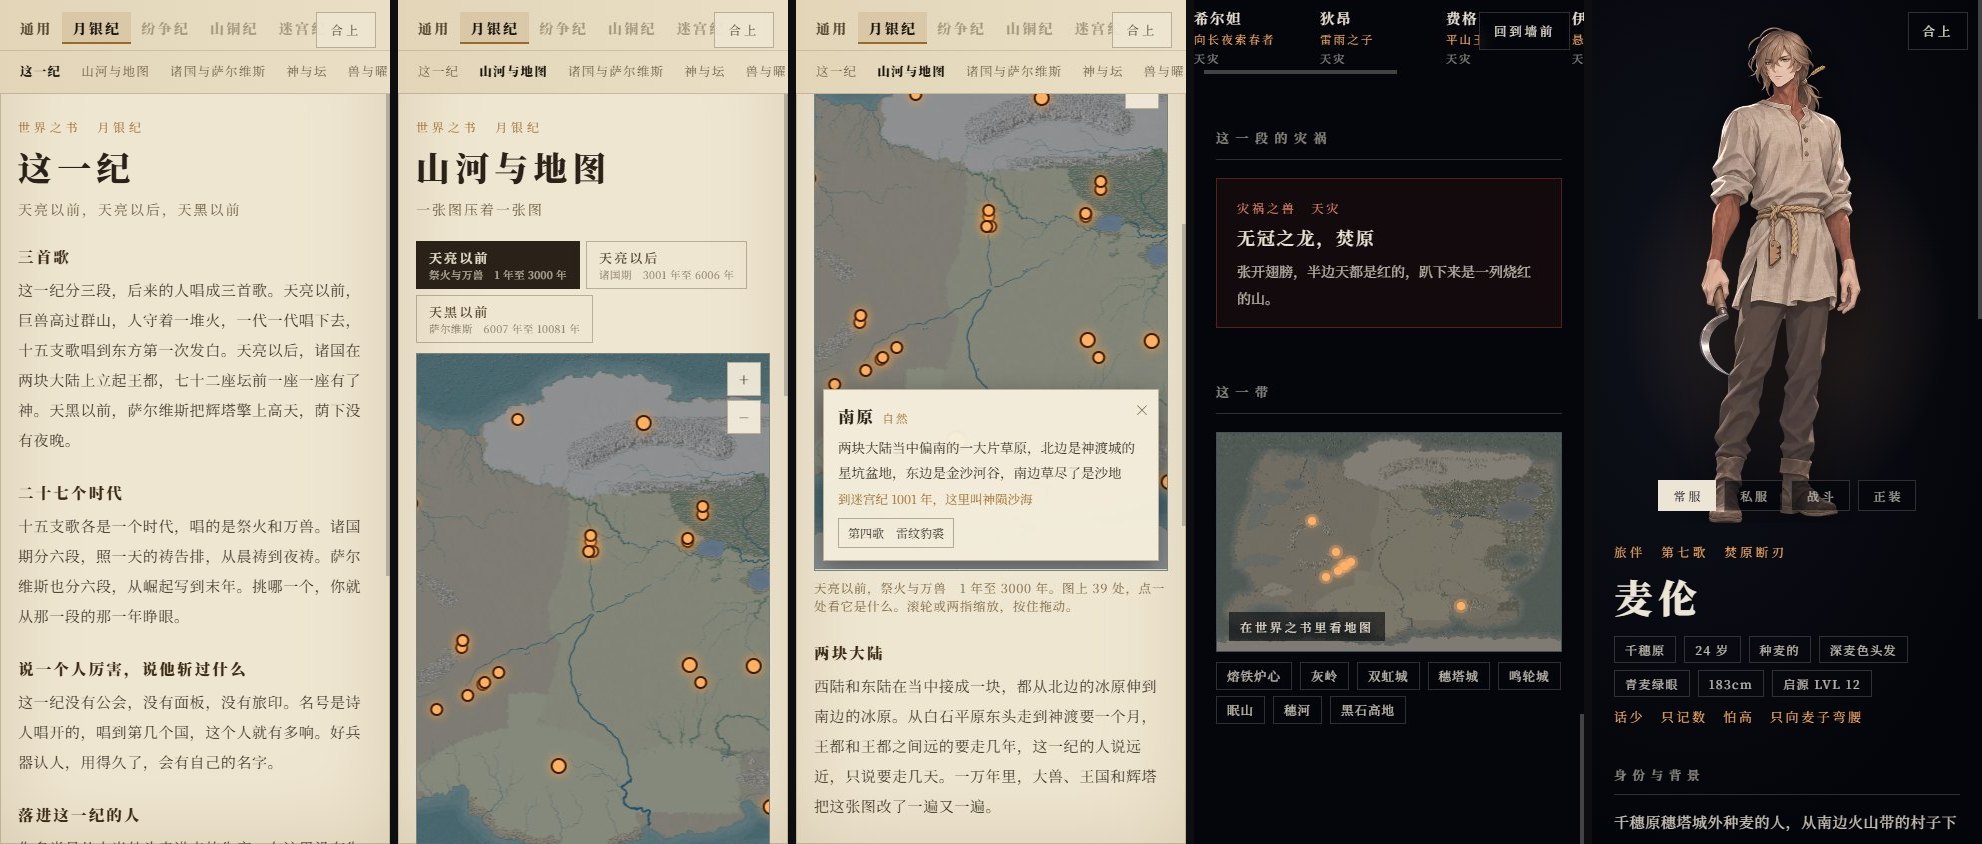 通用 月银纪 纷争纪 山铜纪 迷宫 合上
这一纪 山河与地图 诸国与萨尔维斯 神与坛 兽与曜
世界之书 月银纪
这一纪
天亮以前，天亮以后，天黑以前
三首歌
这一纪分三段，后来的人唱成三首歌。天亮以前，
巨兽高过群山，人守着一堆火，一代一代唱下去，
十五支歌唱到东方第一次发白。天亮以后，诸国在
两块大陆上立起王都，七十二座坛前一座一座有了
神。天黑以前，萨尔维斯把辉塔擎上高天，荫下没
有夜晚。
二十七个时代
十五支歌各是一个时代，唱的是祭火和万兽。诸国
期分六段，照一天的祷告排，从晨祷到夜祷。萨尔
维斯也分六段，从崛起写到末年。挑哪一个，你就
从那一段的那一年睁眼。
说一个人厉害，说他斩过什么
这一纪没有公会，没有面板，没有旅印。名号是诗
人唱开的，唱到第几个国，这个人就有多响。好兵
器认人，用得久了，会有自己的名字。
落进这一纪的人
通用 月银纪 纷争纪 山铜纪 迷宫 合上
这一纪 山河与地图 诸国与萨尔维斯 神与坛 兽与曜
世界之书 月银纪
山河与地图
一张图压着一张图
天亮以前
祭火与万兽 1 年至 3000 年
天亮以后
诸国期 3001 年至 6006 年
天黑以前
萨尔维斯 6007 年至 10081 年
+
−
通用 月银纪 纷争纪 山铜纪 迷宫 合上
这一纪 山河与地图 诸国与萨尔维斯 神与坛 兽与曜
南原 自然
两块大陆当中偏南的一大片草原，北边是神渡城的
星坑盆地，东边是金沙河谷，南边草尽了是沙地
到迷宫纪 1001 年，这里叫神陨沙海
第四歌 雷纹豹裘
天亮以前，祭火与万兽 1 年至 3000 年。图上 39 处，点一
处看它是什么。滚轮或两指缩放，按住拖动。
两块大陆
西陆和东陆在当中接成一块，都从北边的冰原伸到
南边的冰原。从白石平原东头走到神渡要一个月，
王都和王都之间远的要走几年，这一纪的人说远
近，只说要走几天。一万年里，大兽、王国和辉塔
把这张图改了一遍又一遍。
希尔妲 狄昂 费格 伊
向长夜索春者 雷雨之子 平山
天灾 天灾 天灾 天
回到墙前
这一段的灾祸
灾祸之兽 天灾
无冠之龙，焚原
张开翅膀，半边天都是红的，趴下来是一列烧红
的山。
这一带
在世界之书里看地图
熔铁炉心 灰岭 双虹城 穗塔城 鸣轮城
眠山 穗河 黑石高地
合上
常服 私服 战斗 正装
旅伴 第七歌 焚原断刃
麦伦
千穗原 24 岁 种麦的 深麦色头发
青麦绿眼 183cm 启源 LVL 12
话少 只记数 怕高 只向麦子弯腰
身份与背景
千穗原穗塔城外种麦的人，从南边火山带的村子下